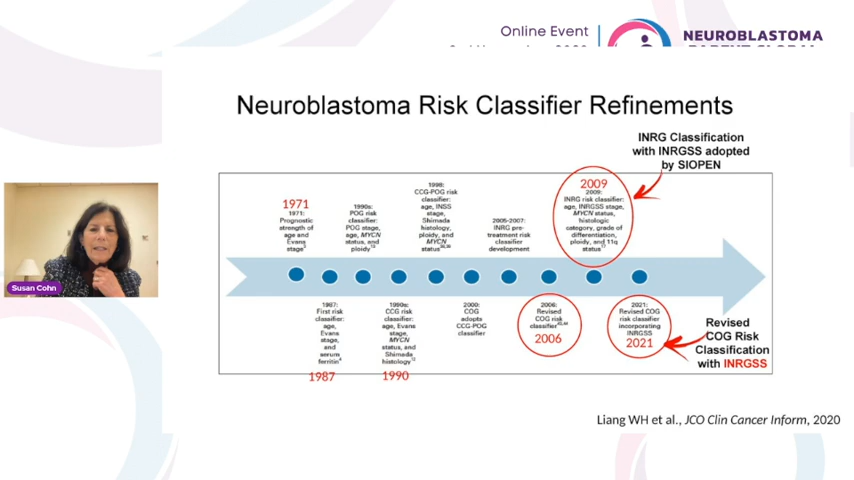 Online Event
NEUROBLASTOMA
Neuroblastoma Risk Classifier Refinements
INRG Classification
with INRGSS adopted
by SIOPEN
1971
1971:
Prognostic
strength of
age and
Evans
stage
1990s:
POG risk
classifier:
POG stage,
age, MYCN
status, and
ploidy
1998:
CCG-POG risk
classifier:
age, INSS
stage,
Shimada
histology,
ploidy, and
MYCN
status
2005-2007:
INRG pre-
treatment risk
classifier
development
2009
2009:
INRG risk classifier:
age, INRGSS stage,
MYCN status,
histologic
category, grade of
differentiation,
ploidy, and 11q
status
Susan Cohn
1987:
First risk
classifier:
age,
Evans
stage,
and
serum
ferritin
1987
1990s:
CCG risk
classifier:
age, Evans
stage,
MYCN
status, and
Shimada
histology
1990
2000:
COG
adopts
CCG-POG
classifier
2006:
Revised
COG risk
classifier
2006
2021:
Revised COG
risk classifier
incorporating
INRGSS
2021
Revised
COG Risk
Classification
with INRGSS
Liang WH et al., JCO Clin Cancer Inform, 2020